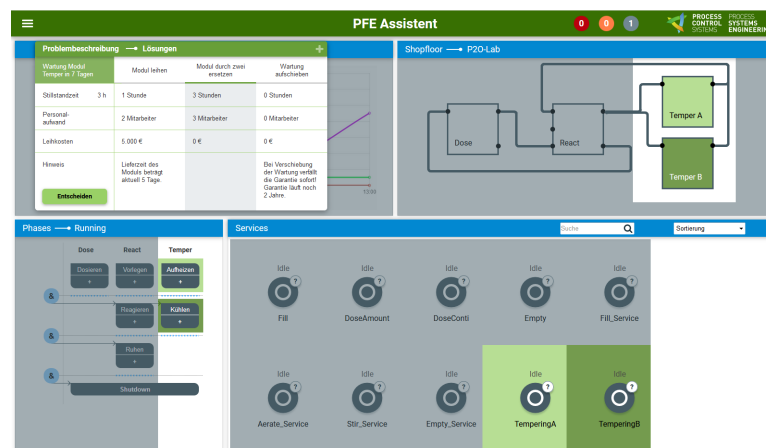 PFE Assistent
0 0 1
PROCESS PROCESS
CONTROL SYSTEMS
SYSTEMS ENGINEERIN
Problembeschreibung Lösungen +
Wartung Modul
Temper in 7 Tagen
Modul leihen
Modul durch zwei
ersetzen
Wartung
aufschieben
Stillstandzeit 3 h 1 Stunde 3 Stunden 0 Stunden
Personal-
aufwand
2 Mitarbeiter 3 Mitarbeiter 0 Mitarbeiter
Leihkosten 5.000 € 0 € 0 €
Hinweis
Lieferzeit des
Moduls beträgt
aktuell 5 Tage.
Bei Verschiebung
der Wartung verfällt
die Garantie sofort!
Garantie läuft noch
2 Jahre.
Entscheiden
13:00
Shopfloor P2O-Lab
Dose
React
Temper A
Temper B
Phases Running
Dose React Temper
Dosieren Vorlegen Aufheizen
+ + +
&
Reagieren Kühlen
+ +
&
Ruhen
+
&
Shutdown
Services
Suche
Sortierung
Idle Idle Idle Idle Idle
? ? ? ? ?
Fill DoseAmount DoseConti Empty Fill_Service
Idle Idle Idle Idle Idle
? ? ? ? ?
Aerate_Service Stir_Service Empty_Service TemperingA TemperingB